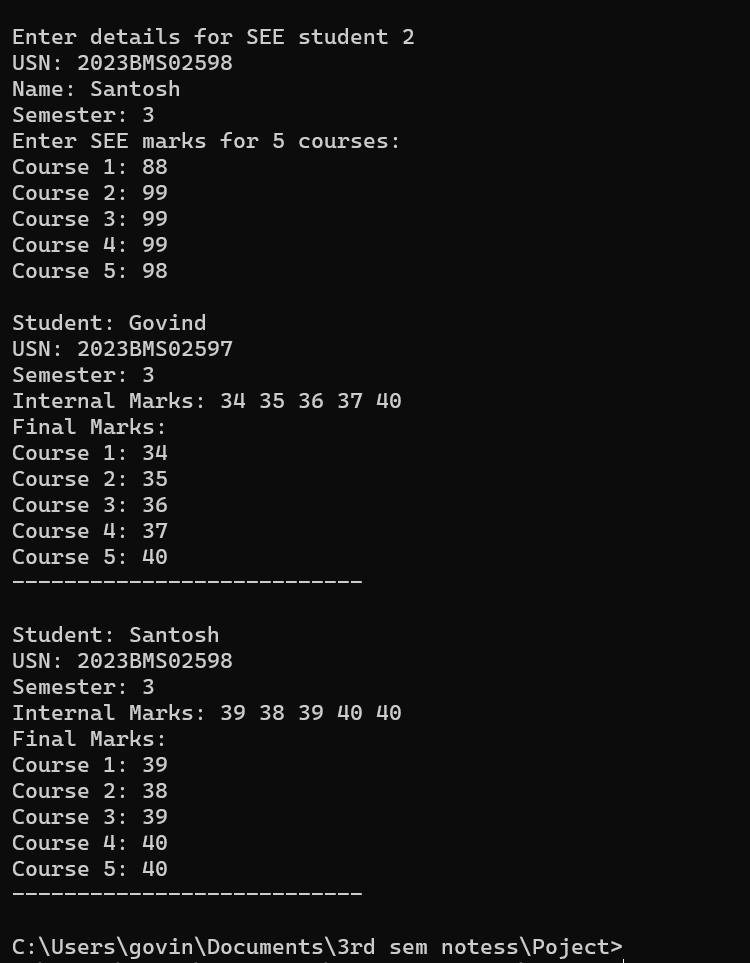 Enter details for SEE student 2
USN: 2023BMS02598
Name: Santosh
Semester: 3
Enter SEE marks for 5 courses:
Course 1: 88
Course 2: 99
Course 3: 99
Course 4: 99
Course 5: 98

Student: Govind
USN: 2023BMS02597
Semester: 3
Internal Marks: 34 35 36 37 40
Final Marks:
Course 1: 34
Course 2: 35
Course 3: 36
Course 4: 37
Course 5: 40
---------------------------

Student: Santosh
USN: 2023BMS02598
Semester: 3
Internal Marks: 39 38 39 40 40
Final Marks:
Course 1: 39
Course 2: 38
Course 3: 39
Course 4: 40
Course 5: 40
---------------------------

C:\Users\govin\Documents\3rd sem notess\Poject>